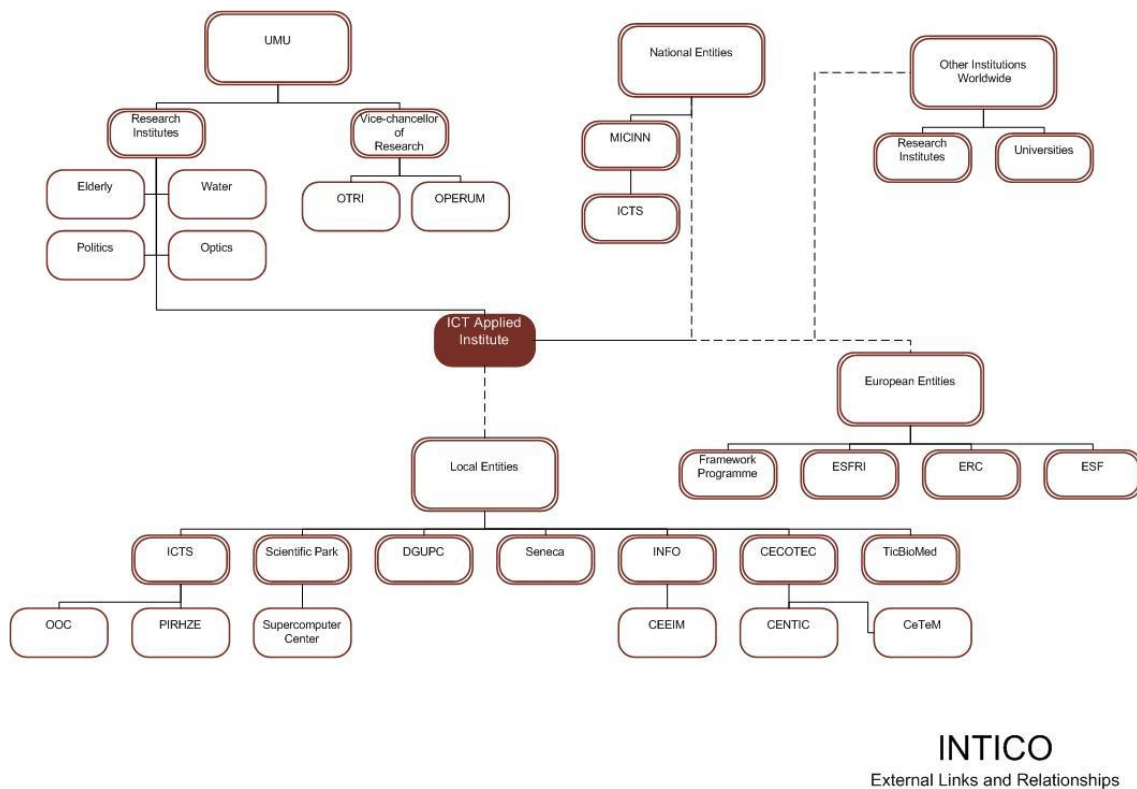 UMU
National Entities
Other Institutions
Worldwide
Research
Institutes
Vice-chancellor
of
Research
MICINN
Research
Institutes
Universities
Elderly
Water
OTRI
OPERUM
ICTS
Politics
Optics
ICT Applied
Institute
European Entities
Local Entities
Framework
Programme
ESFRI
ERC
ESF
ICTS
Scientific Park
DGUPC
Seneca
INFO
CECOTEC
TicBioMed
OOC
PIRHZE
Supercomputer
Center
CEEIM
CENTIC
CeTeM
INTICO
External Links and Relationships